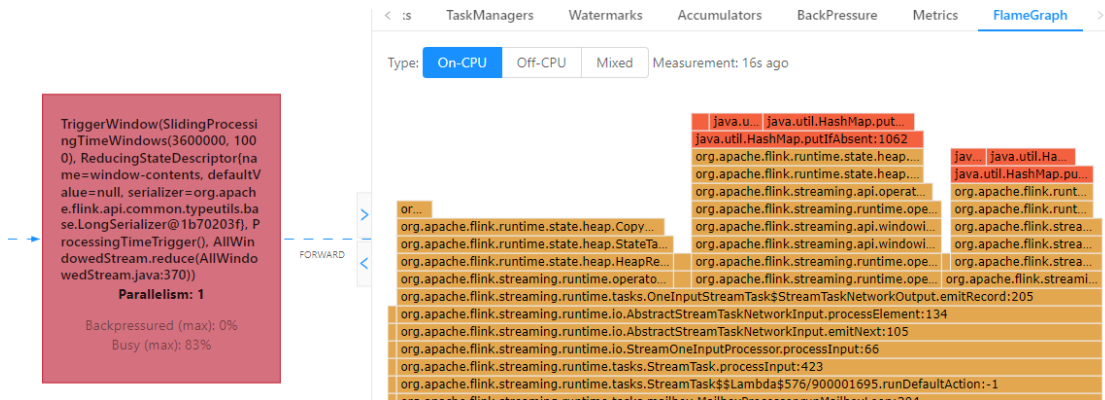 :s TaskManagers Watermarks Accumulators BackPressure Metrics FlameGraph
Type: On-CPU Off-CPU Mixed Measurement: 16s ago
TriggerWindow(SlidingProcessi
ngTimeWindows(3600000, 100
0), ReducingStateDescriptor{na
me=window-contents, defaultV
alue=null, serializer=org.apac
he.flink.api.common.typeutils.ba
se.LongSerializer@1b70203f}, P
rocessingTimeTrigger(), AllWin
dowedStream.reduce(AllWindo
wedStream.java:370))
Parallelism: 1
Backpressured (max): 0%
Busy (max): 83%
FORWARD
java.u... java.util.HashMap.put...
java.util.HashMap.putIfAbsent:1062
org.apache.flink.runtime.state.heap....
jav... java.util.Ha...
org.apache.flink.runtime.state.heap....
java.util.HashMap.pu...
org.apache.flink.streaming.api.operat...
org.apache.flink.runt...
or...
org.apache.flink.streaming.runtime.ope...
org.apache.flink.runt...
org.apache.flink.runtime.state.heap.Copy...
org.apache.flink.streaming.api.windowi...
org.apache.flink.strea...
org.apache.flink.runtime.state.heap.StateTa...
org.apache.flink.streaming.api.windowi...
org.apache.flink.strea...
org.apache.flink.runtime.state.heap.HeapRe...
org.apache.flink.streaming.runtime.ope...
org.apache.flink.strea...
org.apache.flink.streaming.runtime.operato...
org.apache.flink.streaming.runtime.ope...
org.apache.flink.streami...
org.apache.flink.streaming.runtime.tasks.OneInputStreamTask$StreamTaskNetworkOutput.emitRecord:205
org.apache.flink.streaming.runtime.io.AbstractStreamTaskNetworkInput.processElement:134
org.apache.flink.streaming.runtime.io.AbstractStreamTaskNetworkInput.emitNext:105
org.apache.flink.streaming.runtime.io.StreamOneInputProcessor.processInput:66
org.apache.flink.streaming.runtime.tasks.StreamTask.processInput:423
org.apache.flink.streaming.runtime.tasks.StreamTask$$Lambda$576/900001695.runDefaultAction:-1